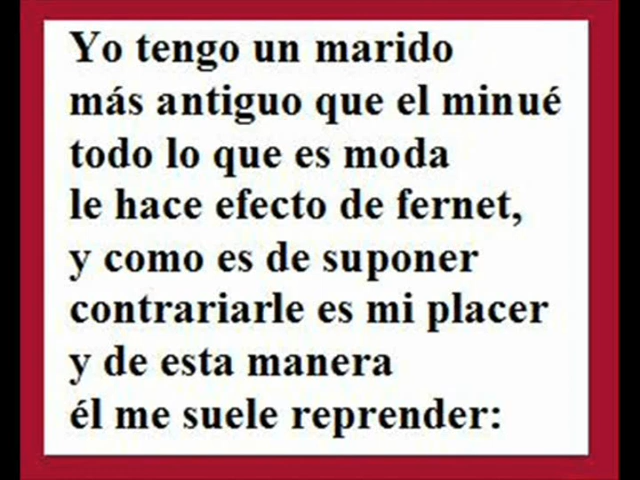 Yo tengo un marido
más antiguo que el minué
todo lo que es moda
le hace efecto de fernet,
y como es de suponer
contrariarle es mi placer
y de esta manera
él me suele reprender: